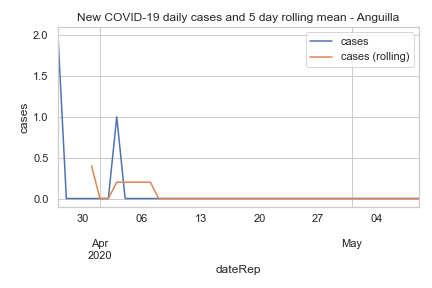 New COVID-19 daily cases and 5 day rolling mean - Anguilla
cases
cases (rolling)
2.0
1.5
1.0
0.5
0.0
cases
30 06 13 20 27 04
Apr May
2020
dateRep